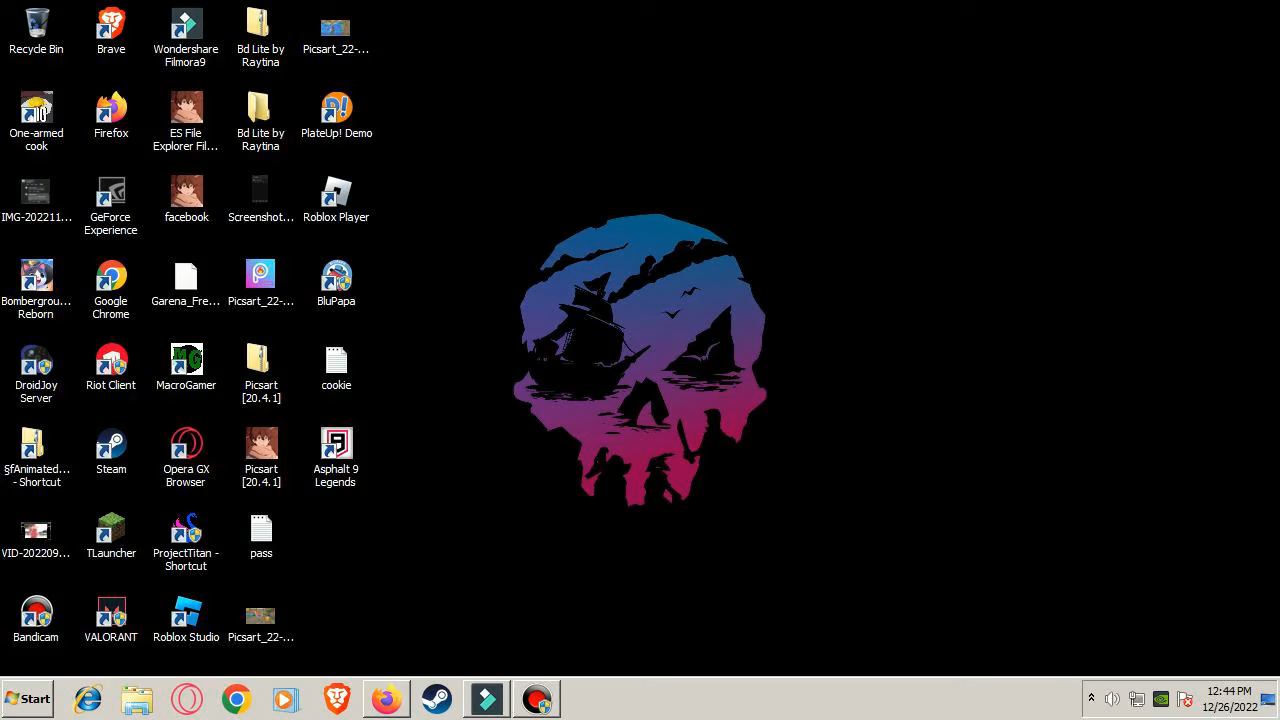 Recycle Bin
Brave
Wondershare
Filmora9
Bd Lite by
Raytina
Picsart_22-...
One-armed
cook
Firefox
ES File
Explorer Fil...
Bd Lite by
Raytina
PlateUp! Demo
IMG-202211...
GeForce
Experience
facebook
Screenshot...
Roblox Player
Bombergrou...
Reborn
Google
Chrome
Garena_Fre...
Picsart_22-...
BluPapa
DroidJoy
Server
Riot Client
MacroGamer
Picsart
[20.4.1]
cookie
§fAnimated...
- Shortcut
Steam
Opera GX
Browser
Picsart
[20.4.1]
Asphalt 9
Legends
VID-202209...
TLauncher
ProjectTitan -
Shortcut
pass
Bandicam
VALORANT
Roblox Studio
Picsart_22-...
Start
12:44 PM
12/26/2022